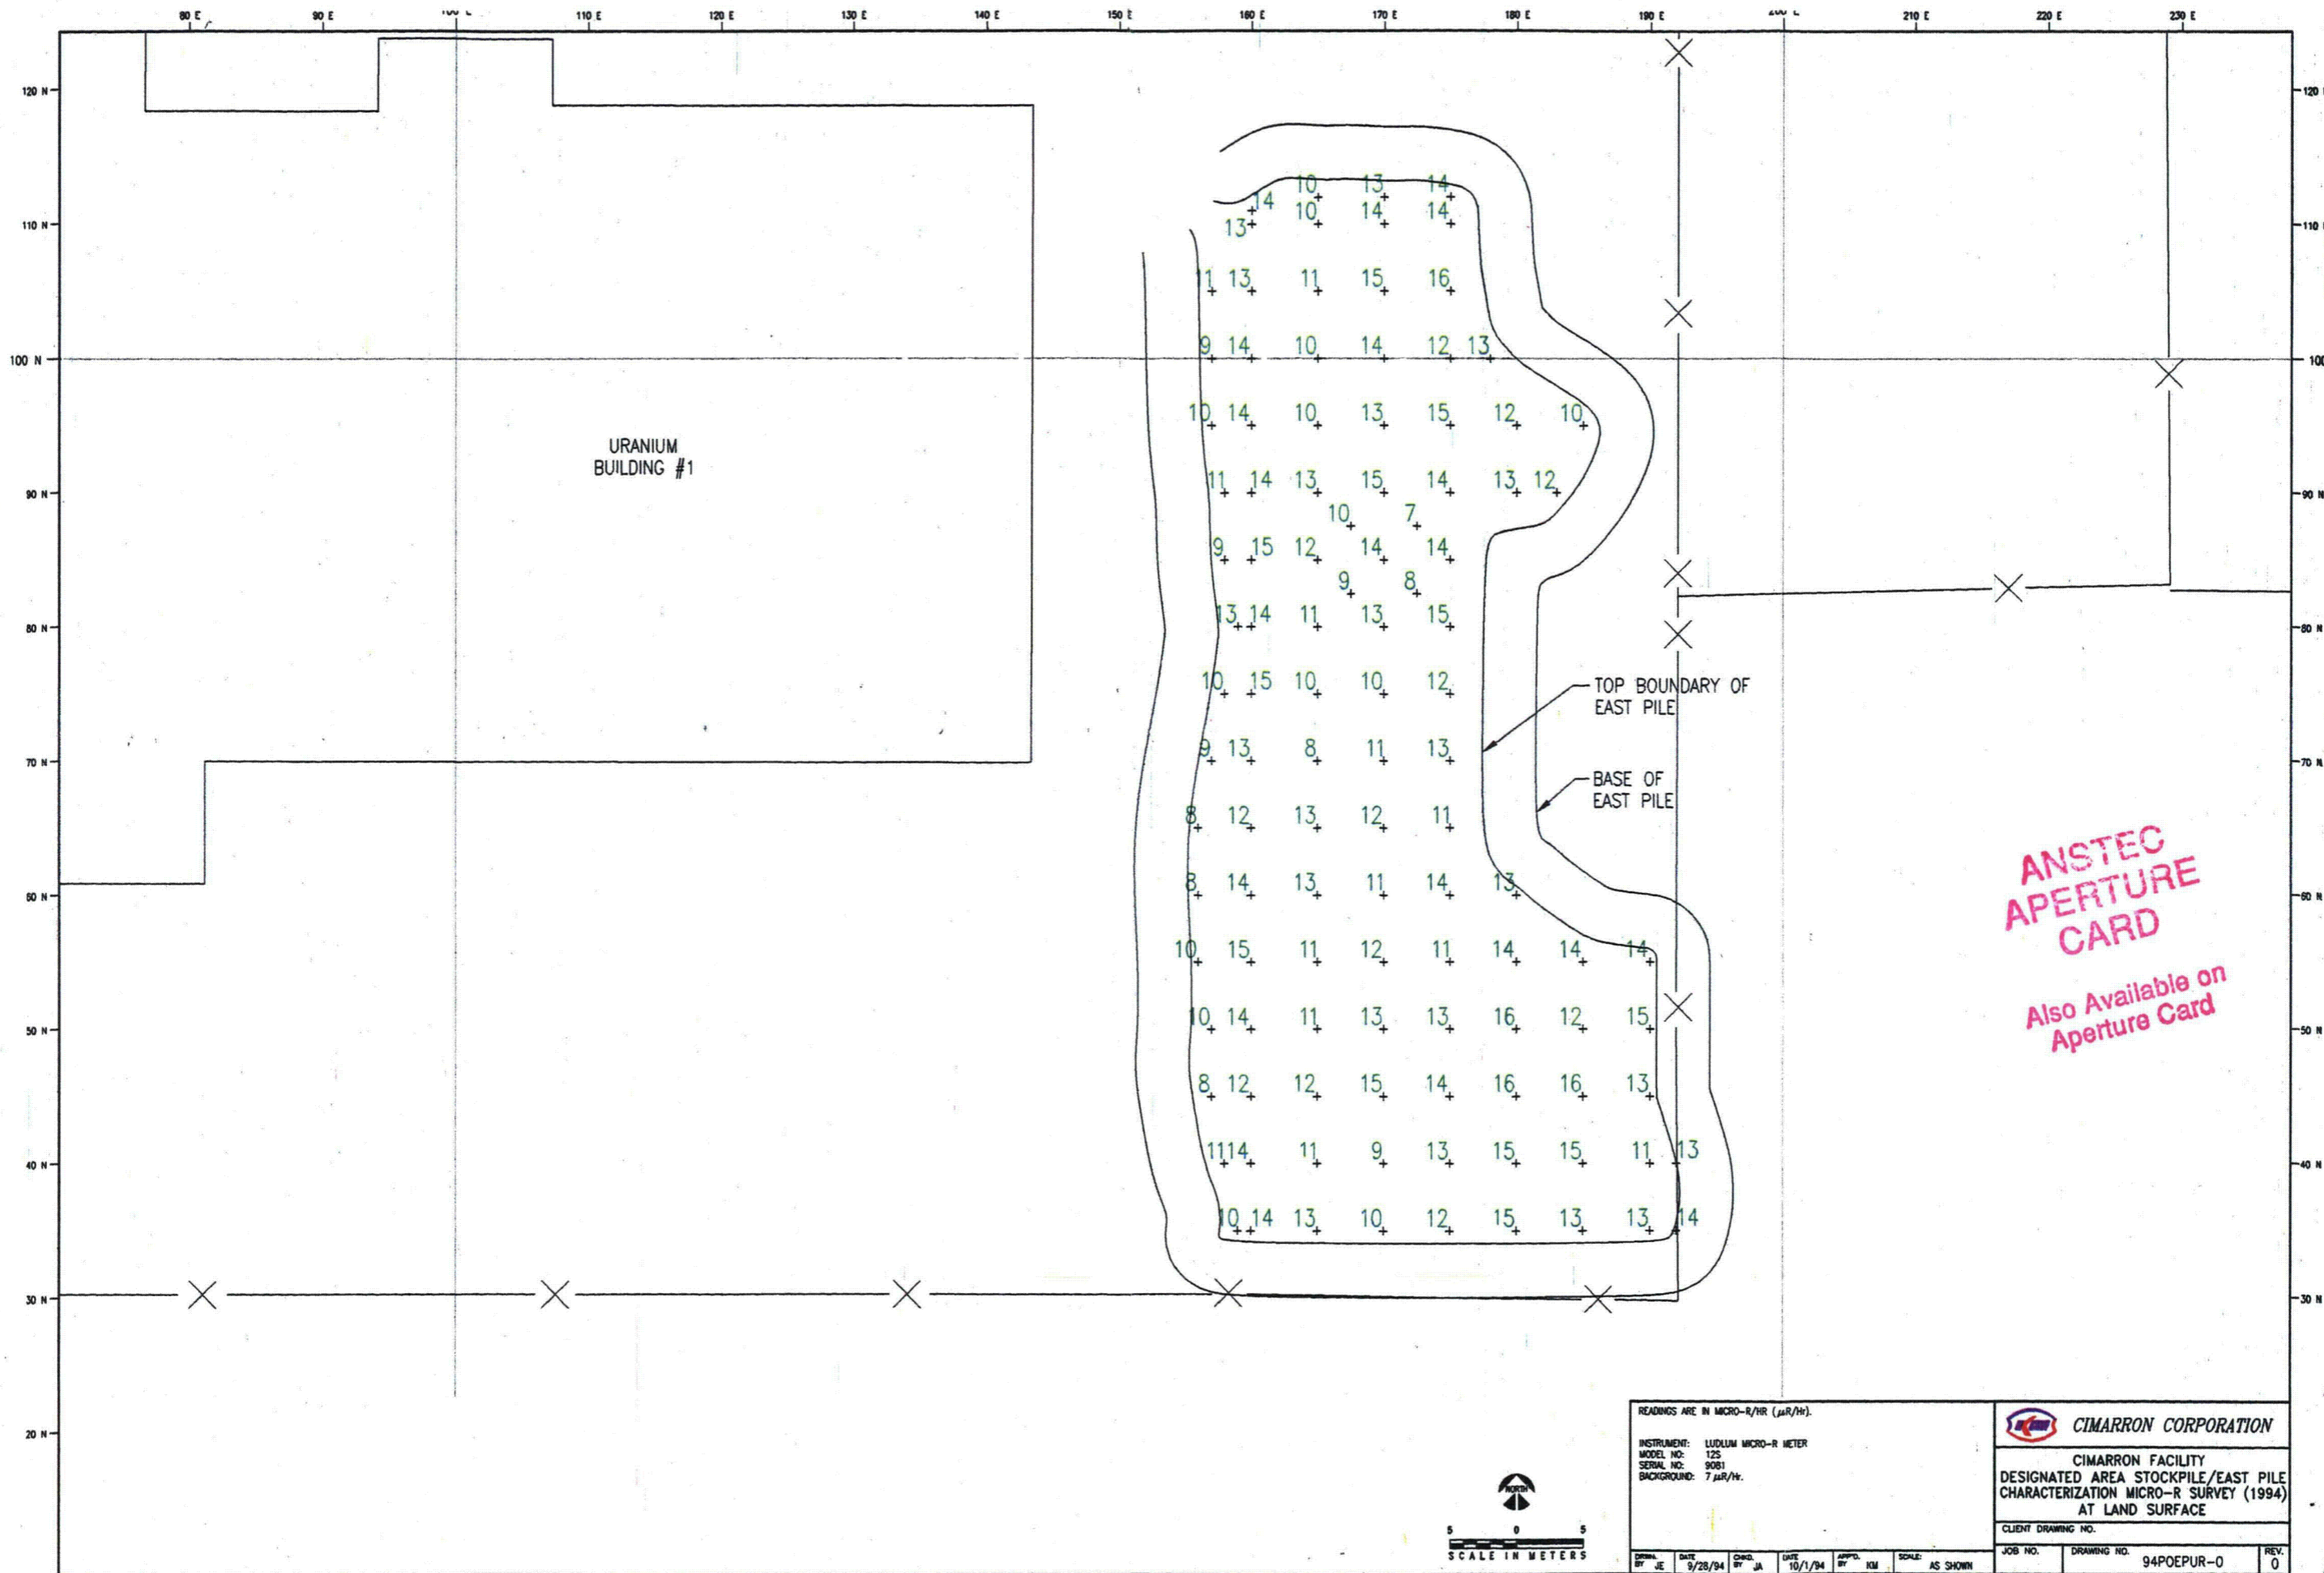 80 E 90 E 110 E 120 E 130 E 140 E 150 E 160 E 170 E 180 E 190 E 210 E 220 E 230 E
120 N 120
10 13 14
14 10 14 14
110 N 13 110
11 13 11 15 16
100 N 9 14 10 14 12 13 100
10 14 10 13 15 12 10
URANIUM
BUILDING #1
90 N 11 14 13 15 14 13 12 90 N
10 7
9 15 12 14 14
9 8
80 N 13 14 11 13 15 80 N
10 15 10 10 12
TOP BOUNDARY OF
EAST PILE
70 N 9 13 8 11 13 70 N
BASE OF
EAST PILE
8 12 13 12 11
60 N 8 14 13 11 14 13 60 N
10 15 11 12 11 14 14 14
50 N 10 14 11 13 13 16 12 15 50 N
8 12 12 15 14 16 16 13
40 N 11 14 11 9 13 15 15 11 13 40 N
10 14 13 10 12 15 13 13 14
30 N 30 N
20 N
ANSTEC
APERTURE
CARD
Also Available on
Aperture Card
NORTH
5 0 5
SCALE IN METERS
READINGS ARE IN MICRO-R/HR (μR/Hr).
INSTRUMENT: LUDLUM MICRO-R METER
MODEL NO: 12S
SERIAL NO: 9081
BACKGROUND: 7 μR/Hr.
CIMARRON CORPORATION
CIMARRON FACILITY
DESIGNATED AREA STOCKPILE/EAST PILE
CHARACTERIZATION MICRO-R SURVEY (1994)
AT LAND SURFACE
CLIENT DRAWING NO.
JOB NO. DRAWING NO. 94POEPUR-0 REV. 0
DRWN. BY JE DATE 9/28/94 CHKD. BY JA DATE 10/1/94 APP'D. BY KM SCALE: AS SHOWN